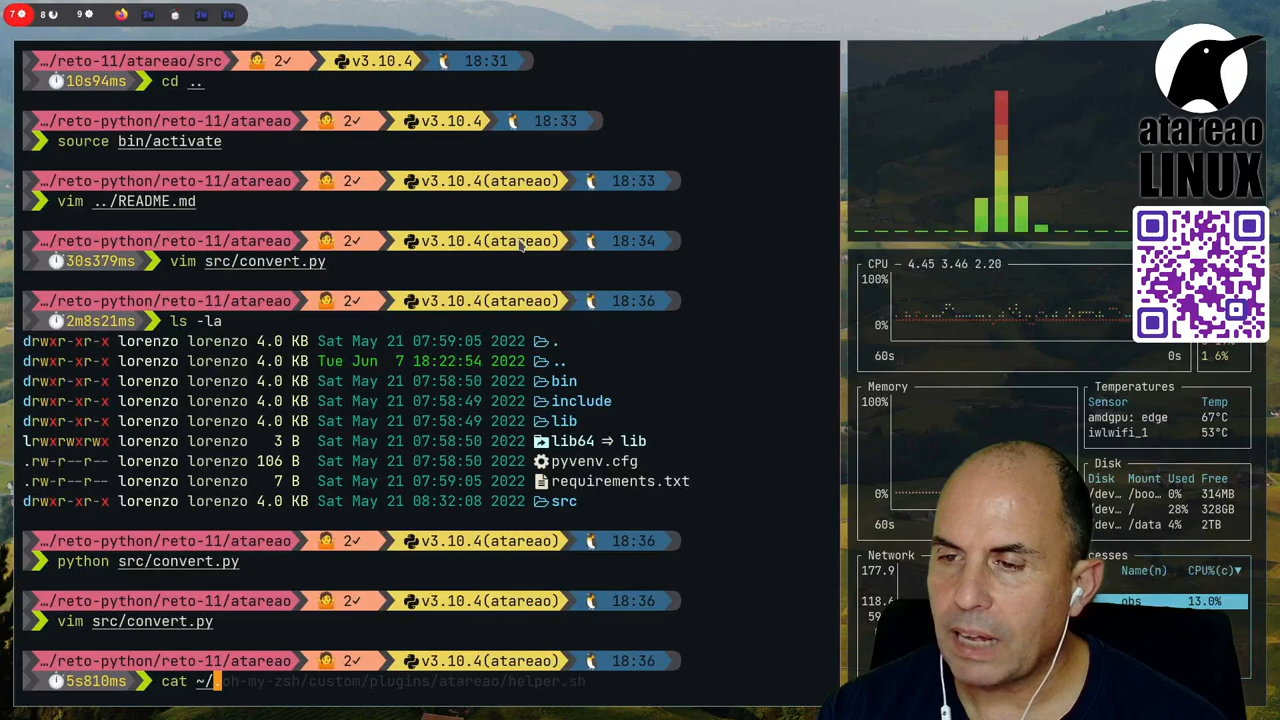 7 8 9
…/reto-11/atareao/src 2✓ v3.10.4 18:31
10s94ms cd ..
…/reto-python/reto-11/atareao 2✓ v3.10.4 18:33
source bin/activate
…/reto-python/reto-11/atareao 2✓ v3.10.4(atareao) 18:33
vim ../README.md
…/reto-python/reto-11/atareao 2✓ v3.10.4(atareao) 18:34
30s379ms vim src/convert.py
…/reto-python/reto-11/atareao 2✓ v3.10.4(atareao) 18:36
2m8s21ms ls -la
drwxr-xr-x lorenzo lorenzo 4.0 KB Sat May 21 07:59:05 2022 .
drwxr-xr-x lorenzo lorenzo 4.0 KB Tue Jun 7 18:22:54 2022 ..
drwxr-xr-x lorenzo lorenzo 4.0 KB Sat May 21 07:58:50 2022 bin
drwxr-xr-x lorenzo lorenzo 4.0 KB Sat May 21 07:58:49 2022 include
drwxr-xr-x lorenzo lorenzo 4.0 KB Sat May 21 07:58:49 2022 lib
lrwxrwxrwx lorenzo lorenzo 3 B Sat May 21 07:58:50 2022 lib64 ⇒ lib
.rw-r--r-- lorenzo lorenzo 106 B Sat May 21 07:58:50 2022 pyvenv.cfg
.rw-r--r-- lorenzo lorenzo 7 B Sat May 21 07:59:05 2022 requirements.txt
drwxr-xr-x lorenzo lorenzo 4.0 KB Sat May 21 08:32:08 2022 src
…/reto-python/reto-11/atareao 2✓ v3.10.4(atareao) 18:36
python src/convert.py
…/reto-python/reto-11/atareao 2✓ v3.10.4(atareao) 18:36
vim src/convert.py
…/reto-python/reto-11/atareao 2✓ v3.10.4(atareao) 18:36
5s810ms cat ~/.oh-my-zsh/custom/plugins/atareao/helper.sh
atareao
LINUX
CPU — 4.45 3.46 2.20
100%
0%
60s 0s
1.6%
Memory
100%
0%
60s
Temperatures
Sensor Temp
amdgpu: edge 67°C
iwlwifi_1 53°C
Disk
Disk Mount Used Free
/dev… /boo… 0% 314MB
/dev… / 28% 328GB
/dev… /data 4% 2TB
Network
177.9
118.6
cesses
Name(n) CPU%(c)▼
obs 13.0%